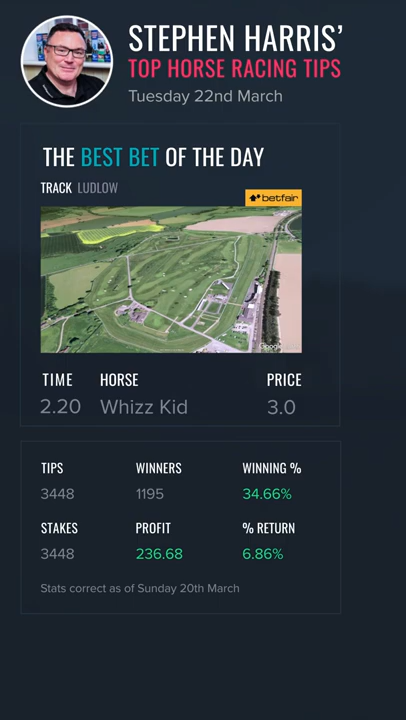 STEPHEN HARRIS’
TOP HORSE RACING TIPS
Tuesday 22nd March
THE BEST BET OF THE DAY
TRACK LUDLOW
betfair
Google
TIME HORSE PRICE
2.20 Whizz Kid 3.0
TIPS WINNERS WINNING %
3448 1195 34.66%
STAKES PROFIT % RETURN
3448 236.68 6.86%
Stats correct as of Sunday 20th March